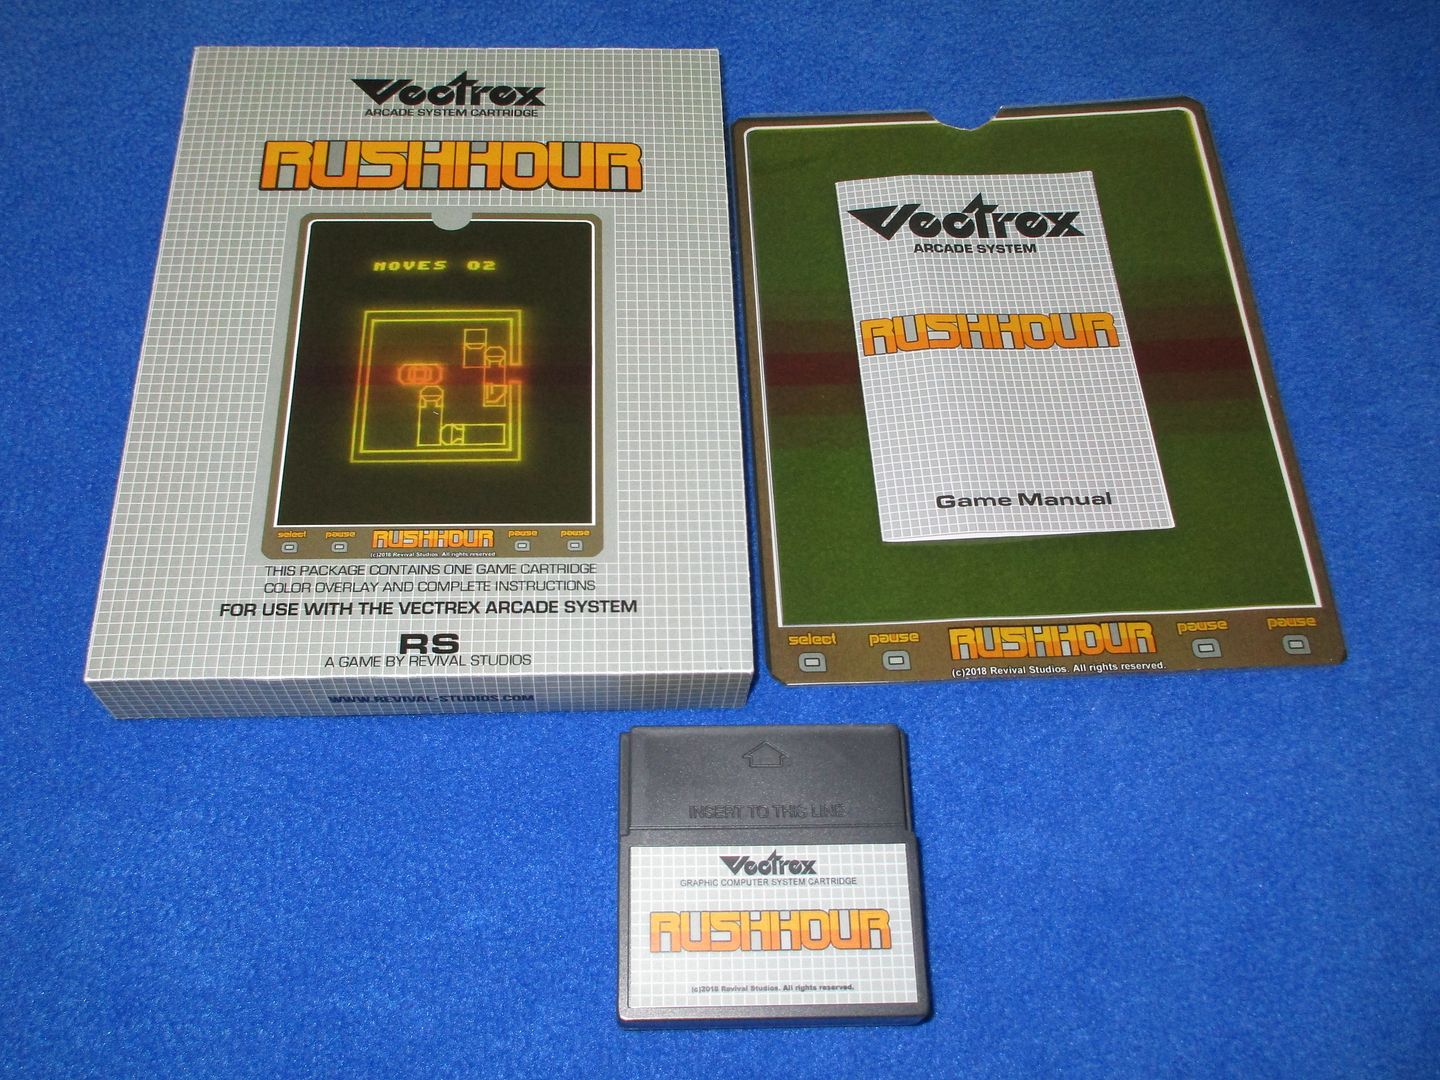 Vectrex
ARCADE SYSTEM CARTRIDGE
RUSHHOUR
MOVES 02
select pause RUSHHOUR pause pause
(c)2018 Revival Studios. All rights reserved
THIS PACKAGE CONTAINS ONE GAME CARTRIDGE
COLOR OVERLAY AND COMPLETE INSTRUCTIONS
FOR USE WITH THE VECTREX ARCADE SYSTEM
RS
A GAME BY REVIVAL STUDIOS
WWW.REVIVAL-STUDIOS.COM
Vectrex
ARCADE SYSTEM
RUSHHOUR
Game Manual
select pause RUSHHOUR pause pause
(c)2018 Revival Studios. All rights reserved.
INSERT TO THIS LINE
Vectrex
GRAPHIC COMPUTER SYSTEM CARTRIDGE
RUSHHOUR
(c)2018 Revival Studios. All rights reserved.